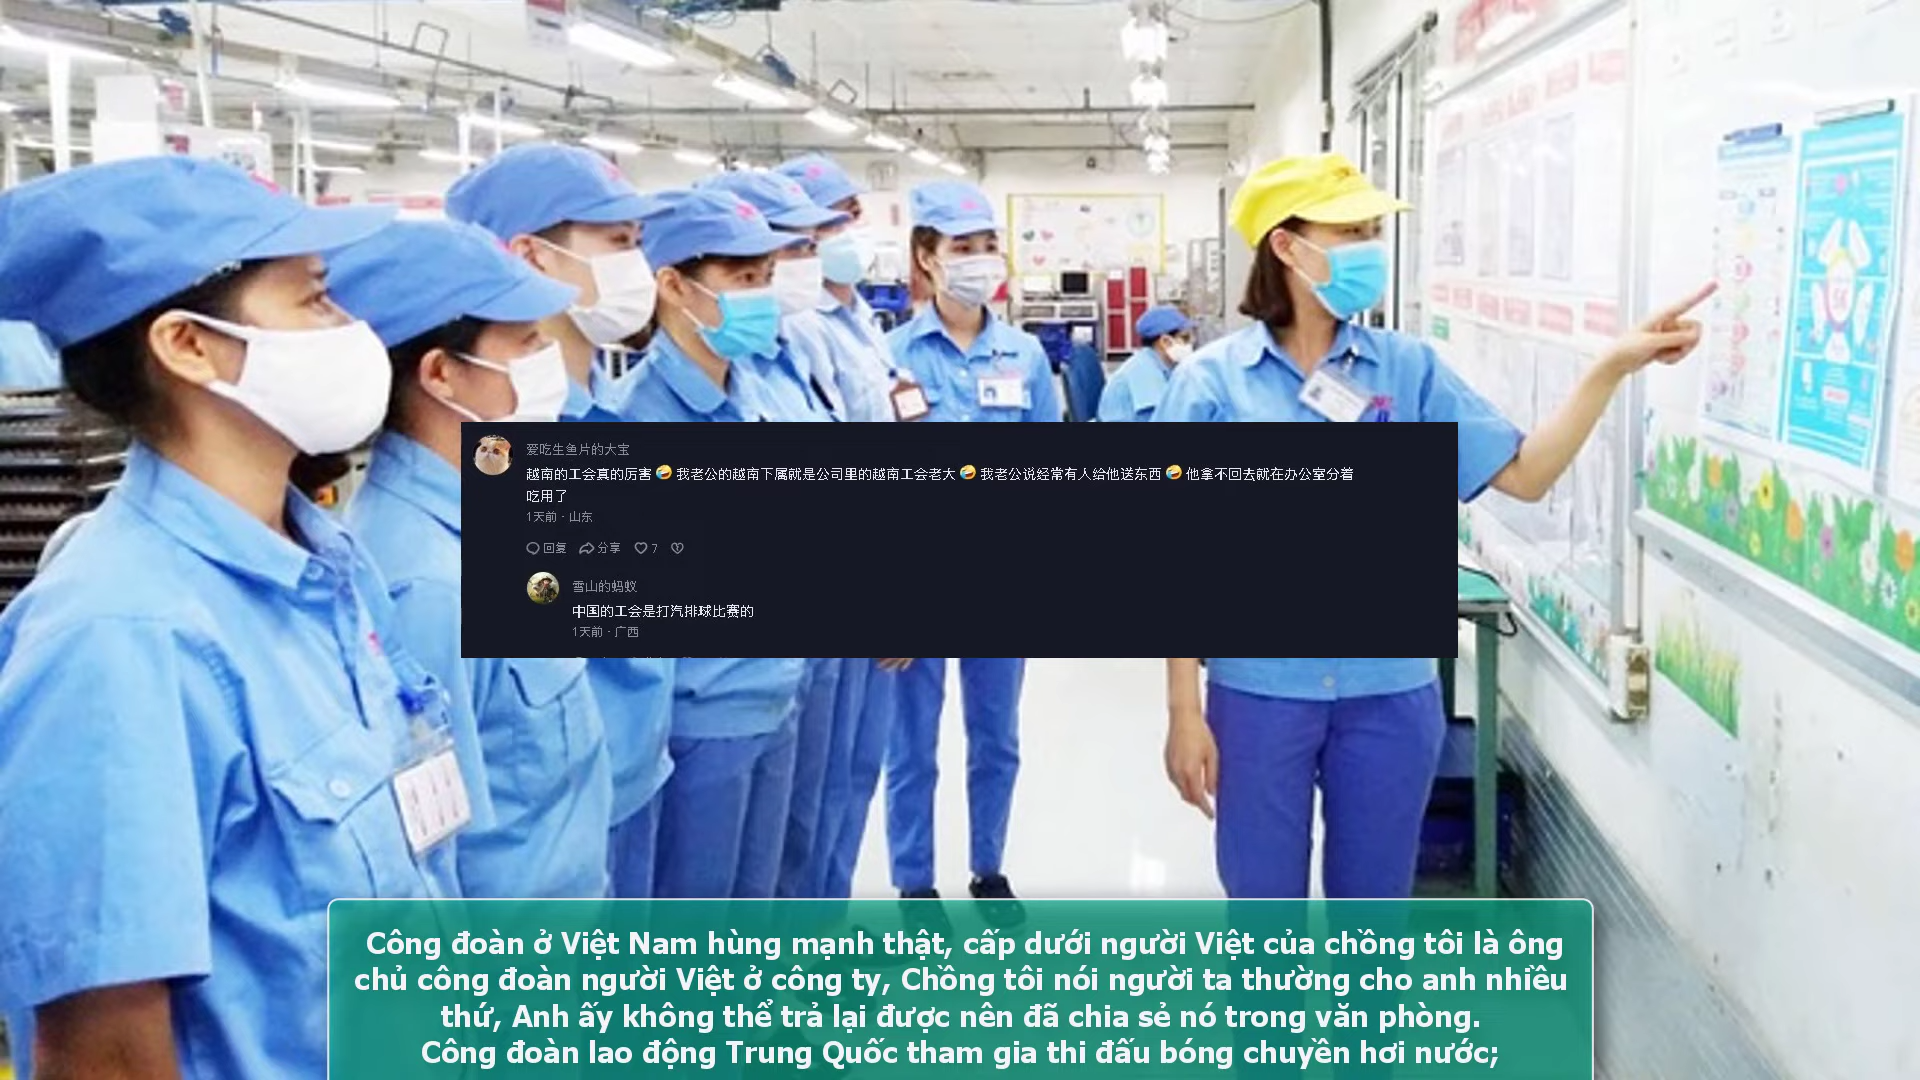 爱吃生鱼片的大宝
越南的工会真的厉害🤣我老公的越南下属就是公司里的越南工会老大🤣我老公说经常有人给他送东西🤣他拿不回去就在办公室分着
吃用了
1天前 · 山东
回复 分享 7
雪山的蚂蚁
中国的工会是打汽排球比赛的
1天前 · 广西
Công đoàn ở Việt Nam hùng mạnh thật, cấp dưới người Việt của chồng tôi là ông
chủ công đoàn người Việt ở công ty, Chồng tôi nói người ta thường cho anh nhiều
thứ, Anh ấy không thể trả lại được nên đã chia sẻ nó trong văn phòng.
Công đoàn lao động Trung Quốc tham gia thi đấu bóng chuyền hơi nước;